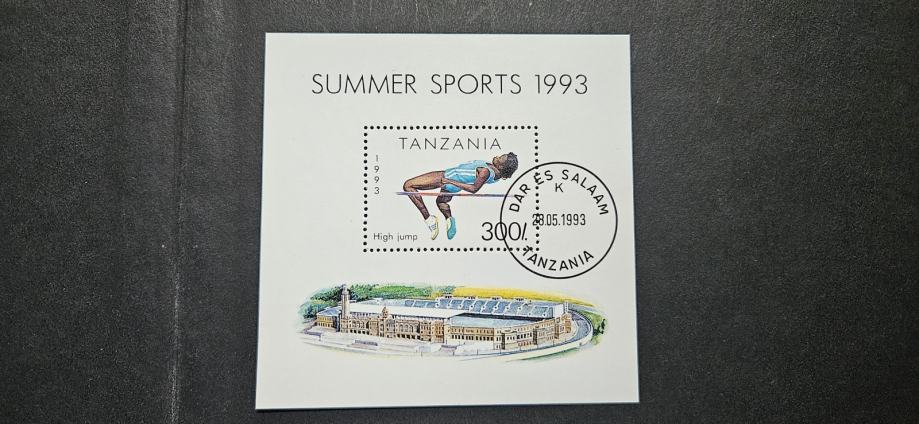 SUMMER SPORTS 1993
TANZANIA
1993
High jump
300/.
DAR ES SALAAM
K
28.05.1993
TANZANIA